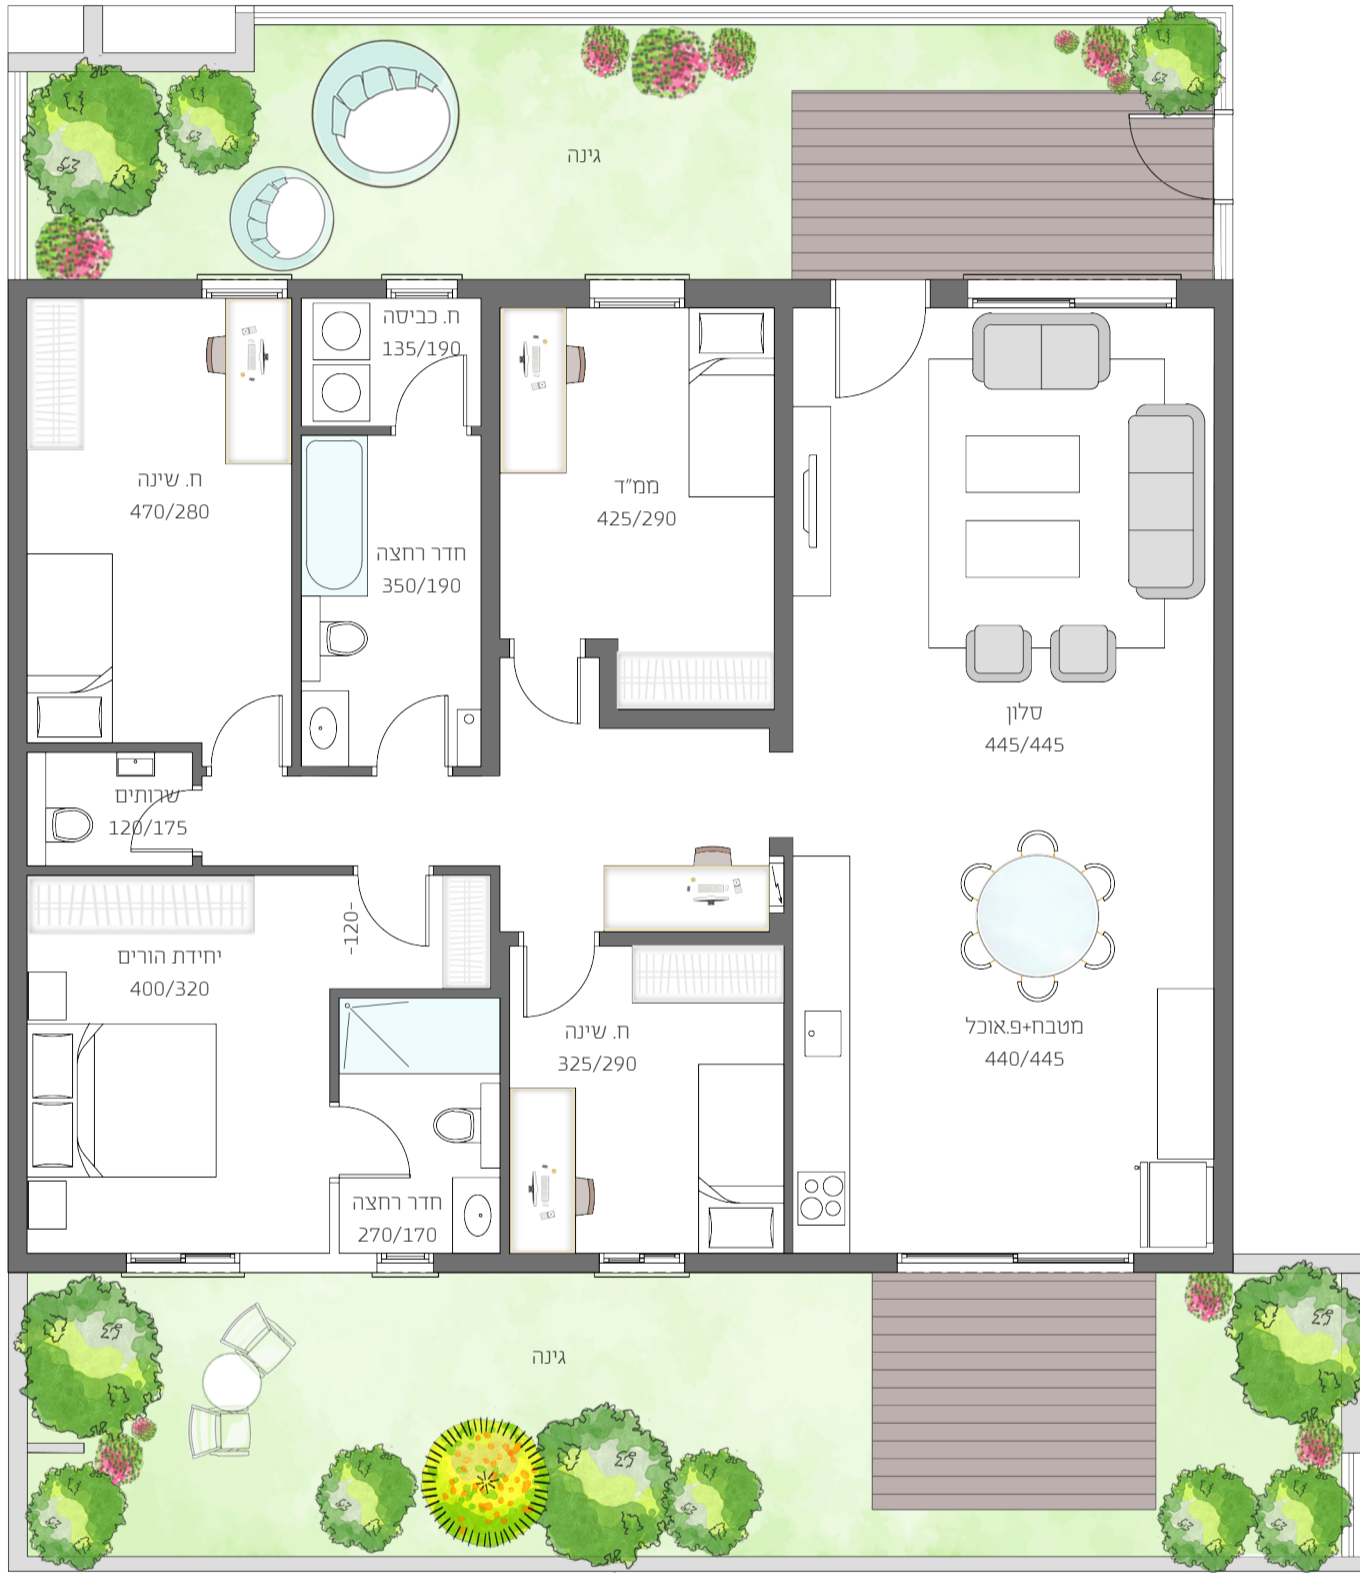 גינה
ח. כביסה
135/190
ח. שינה
470/280
ממ"ד
425/290
חדר רחצה
350/190
סלון
445/445
שרותים
120/175
-120-
יחידת הורים
400/320
ח. שינה
325/290
מטבח+פ.אוכל
440/445
חדר רחצה
270/170
גינה